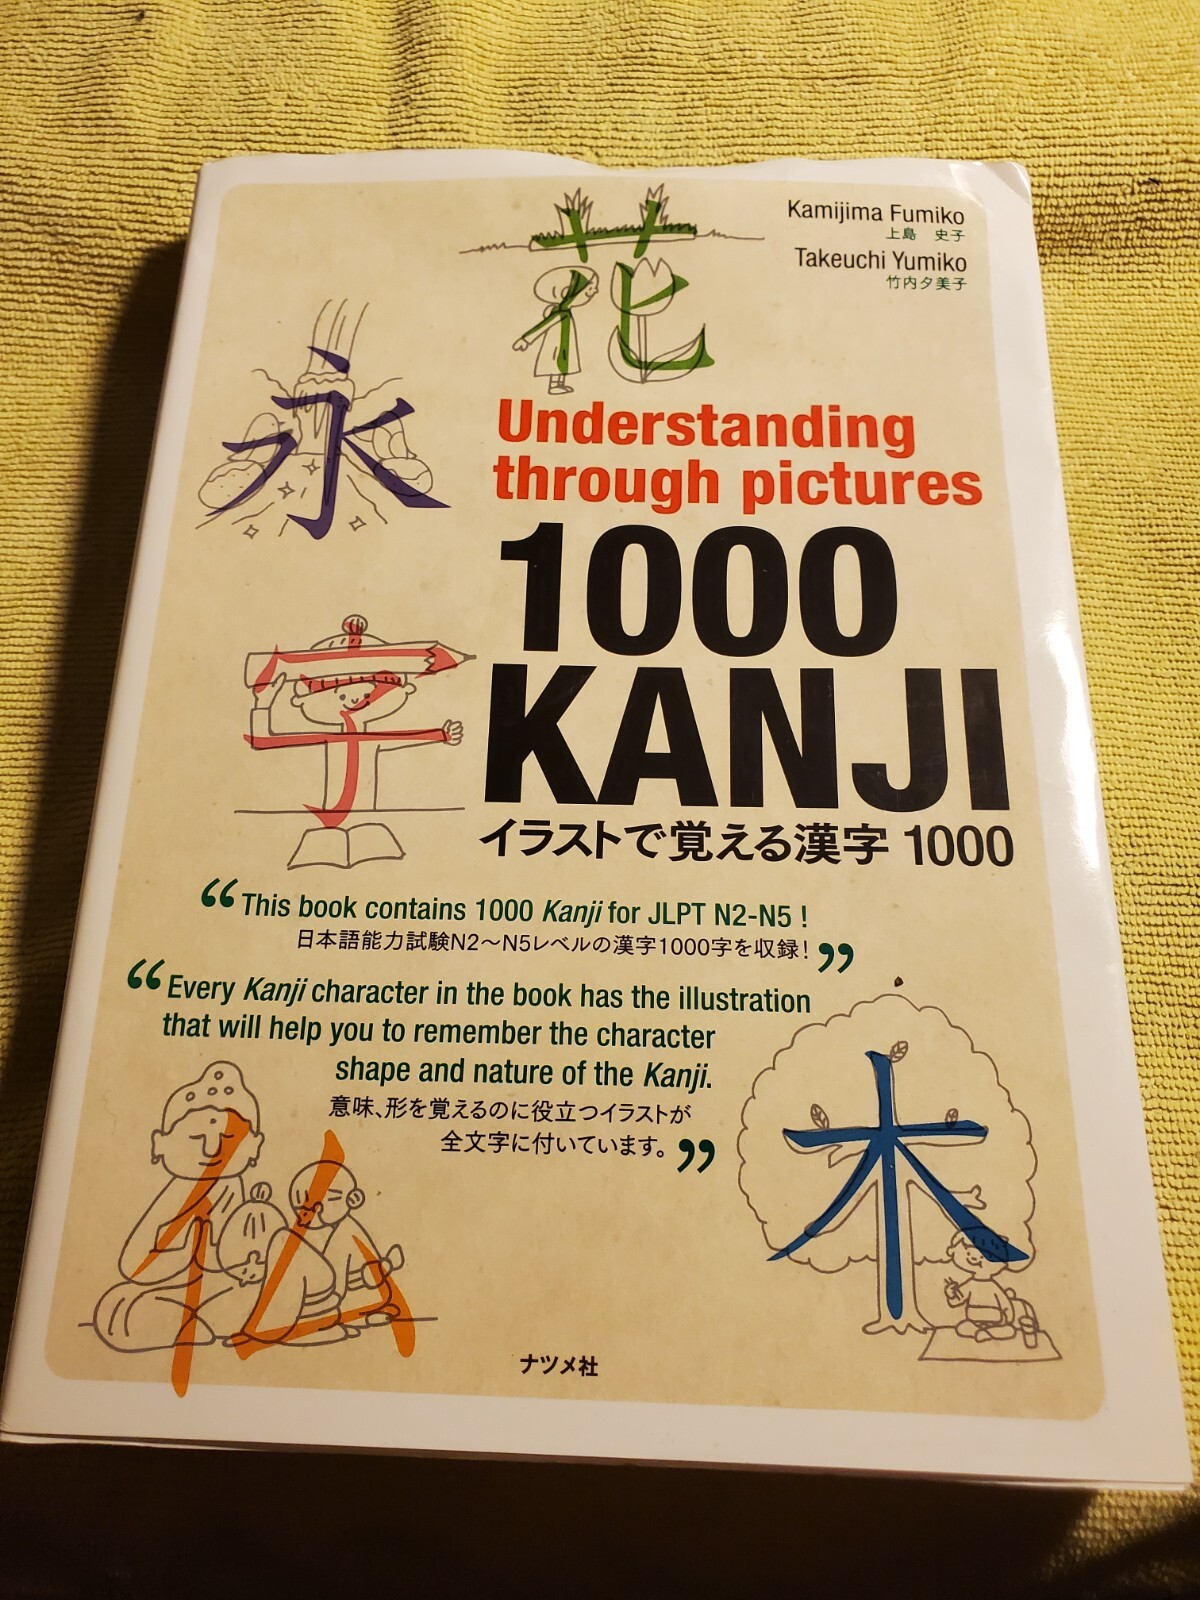 花
Kamijima Fumiko
上島 史子
Takeuchi Yumiko
竹内夕美子
永
Understanding
through pictures
1000
KANJI
イラストで覚える漢字 1000
字
“This book contains 1000 Kanji for JLPT N2-N5 !
日本語能力試験N2〜N5レベルの漢字1000字を収録! ”
“Every Kanji character in the book has the illustration
that will help you to remember the character
shape and nature of the Kanji.
意味、形を覚えるのに役立つイラストが
全文字に付いています。”
仏
木
ナツメ社